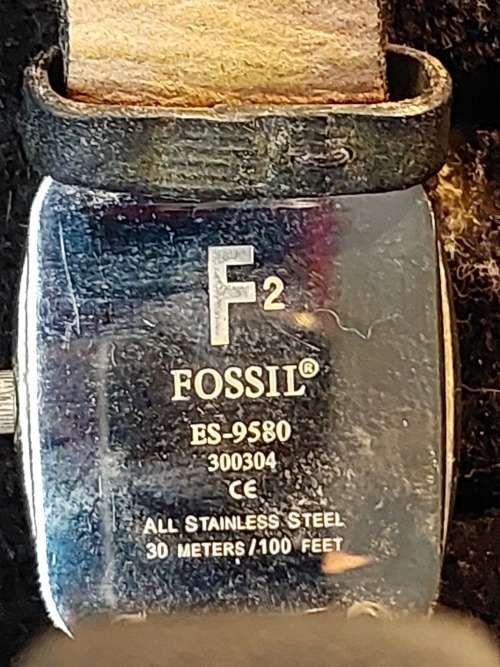 F2
FOSSIL®
ES-9580
300304
CE
ALL STAINLESS STEEL
30 METERS/100 FEET